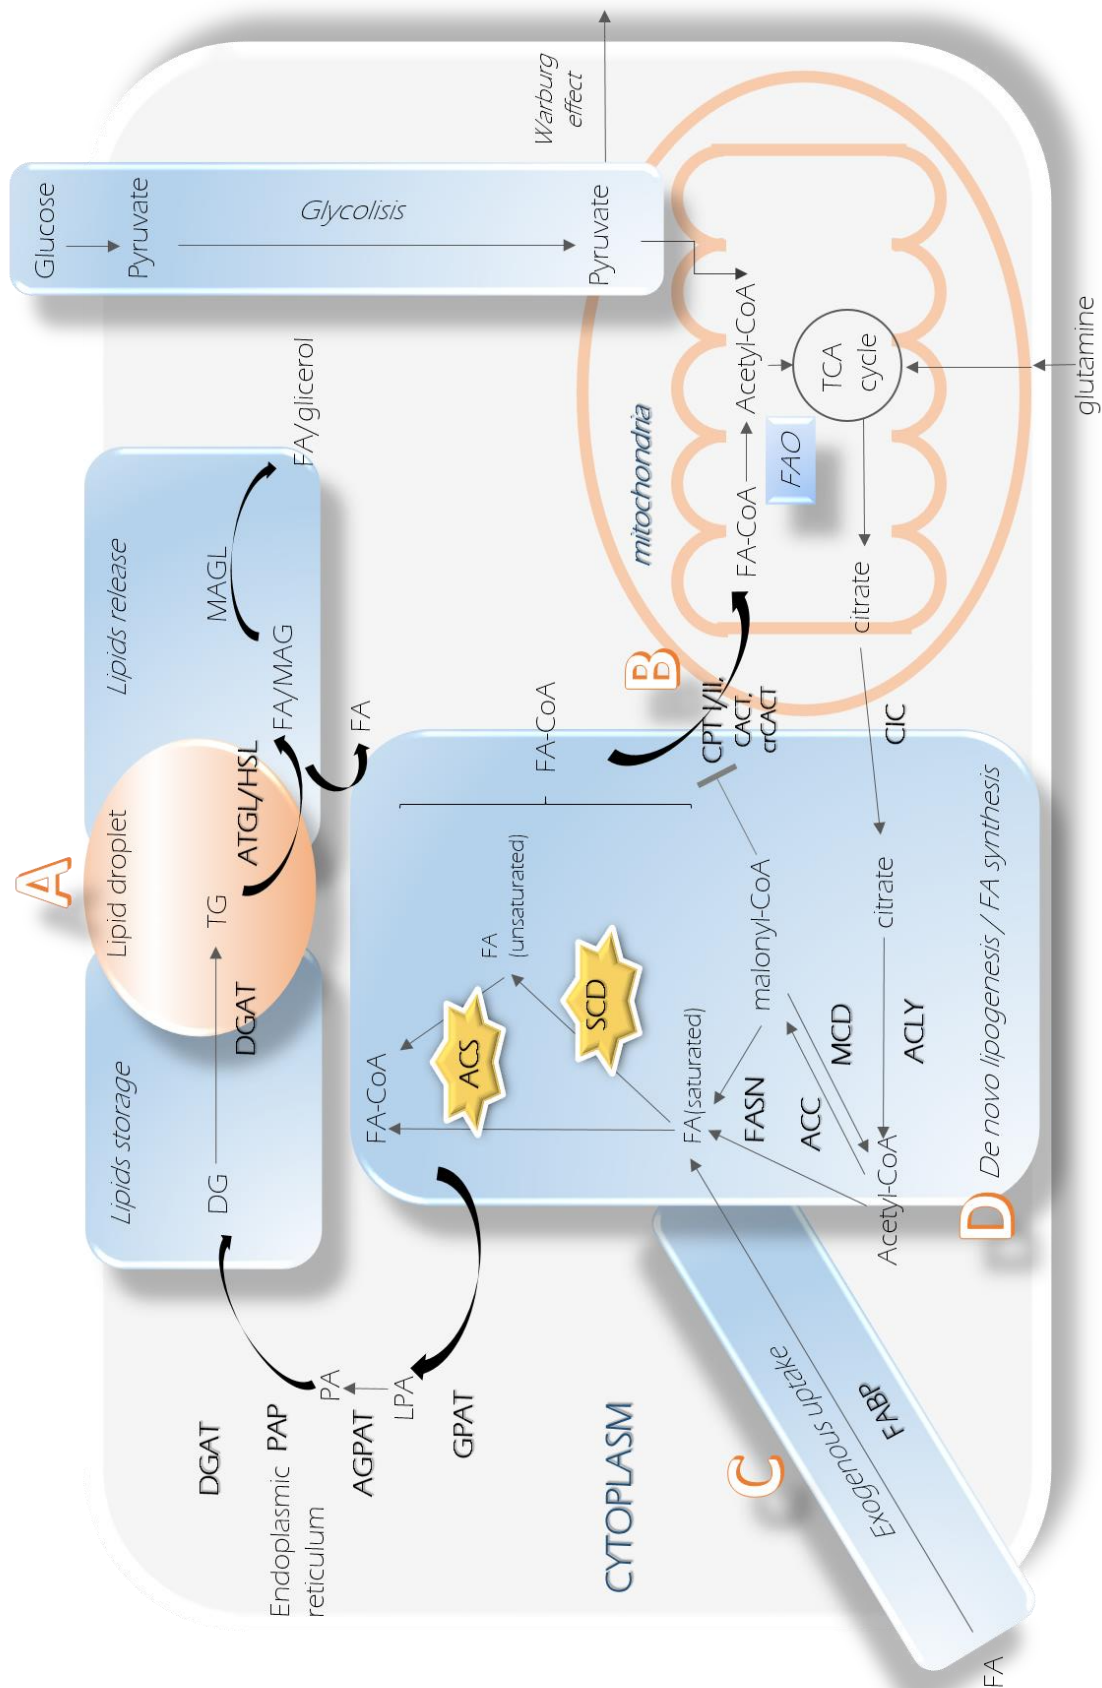 A
Lipids storage
Lipid droplet
Lipids release
DG
TG
DGAT
ATGL/HSL
FA/MAG
MAGL
FA/glicerol
FA
Glucose
Pyruvate
Glycolisis
Pyruvate
Warburg
effect
DGAT
Endoplasmic
reticulum
PAP
PA
AGPAT
LPA
GPAT
CYTOPLASM
FA-CoA
ACS
FA
(unsaturated)
SCD
FA-CoA
FA(saturated)
FASN
malonyl-CoA
ACC
MCD
Acetyl-CoA
ACLY
citrate
D
De novo lipogenesis / FA synthesis
B
CPT I/II,
CACT,
crCACT
CIC
mitochondria
FA-CoA
Acetyl-CoA
FAO
TCA
cycle
citrate
glutamine
C
Exogenous uptake
FABP
FA